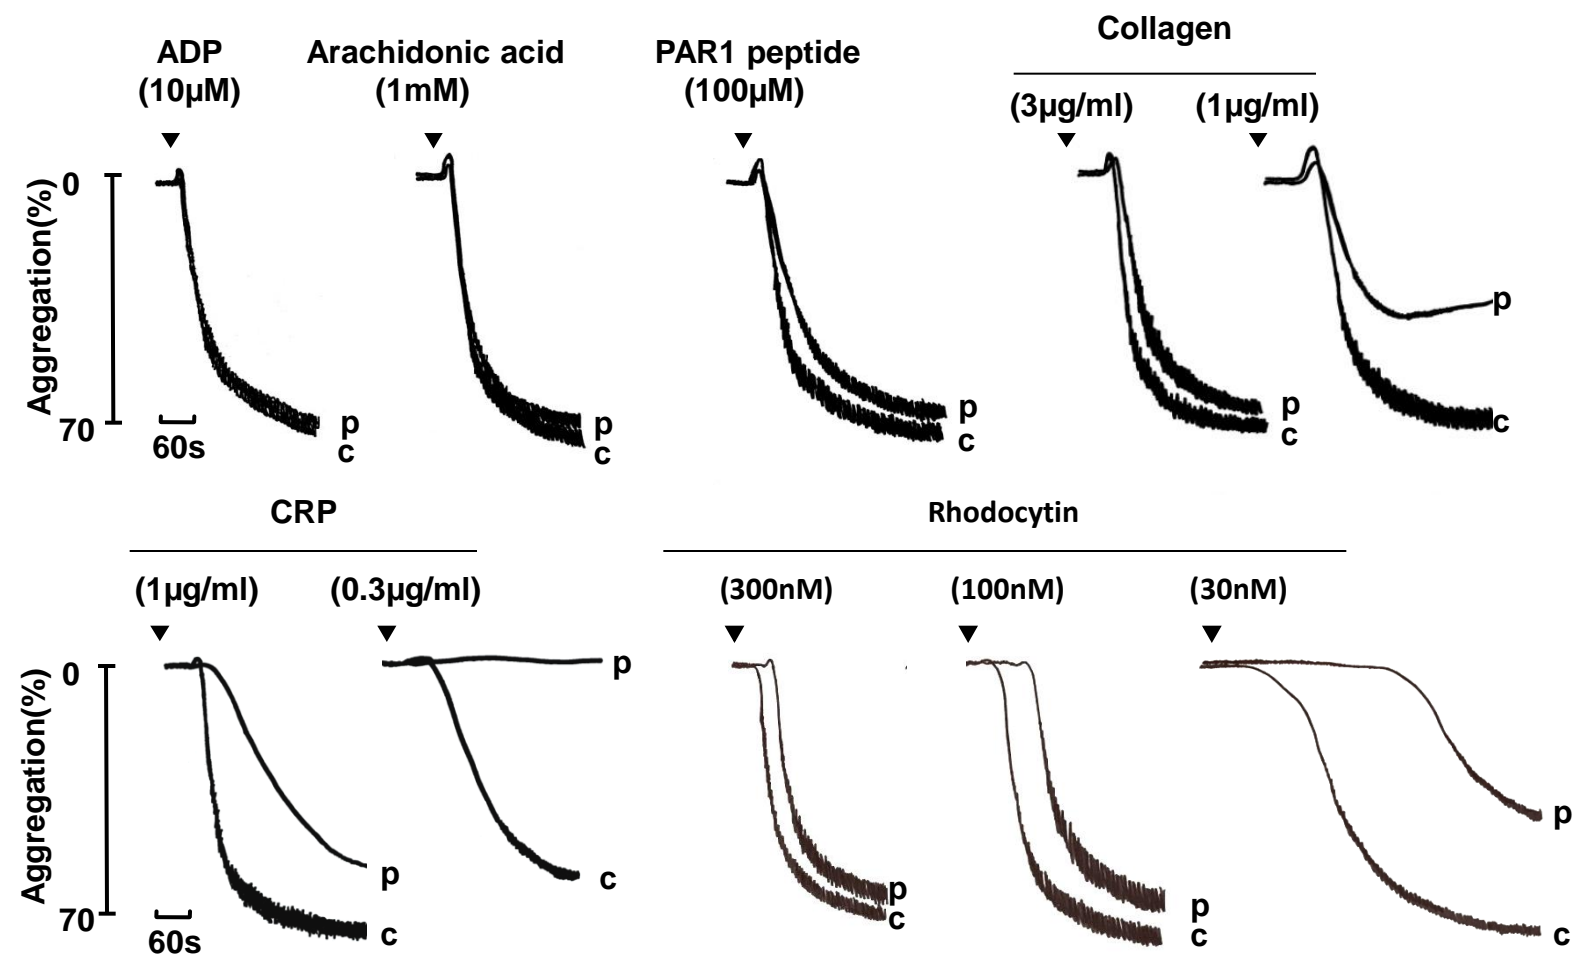 ADP
(10µM)
Arachidonic acid
(1mM)
PAR1 peptide
(100µM)
Collagen
(3µg/ml)
(1µg/ml)
Aggregation(%)
0
70
60s
p
c
p
c
p
c
p
c
p
c
CRP
(1µg/ml)
(0.3µg/ml)
Rhodocytin
(300nM)
(100nM)
(30nM)
Aggregation(%)
0
70
60s
p
c
p
c
p
c
p
c
p
c